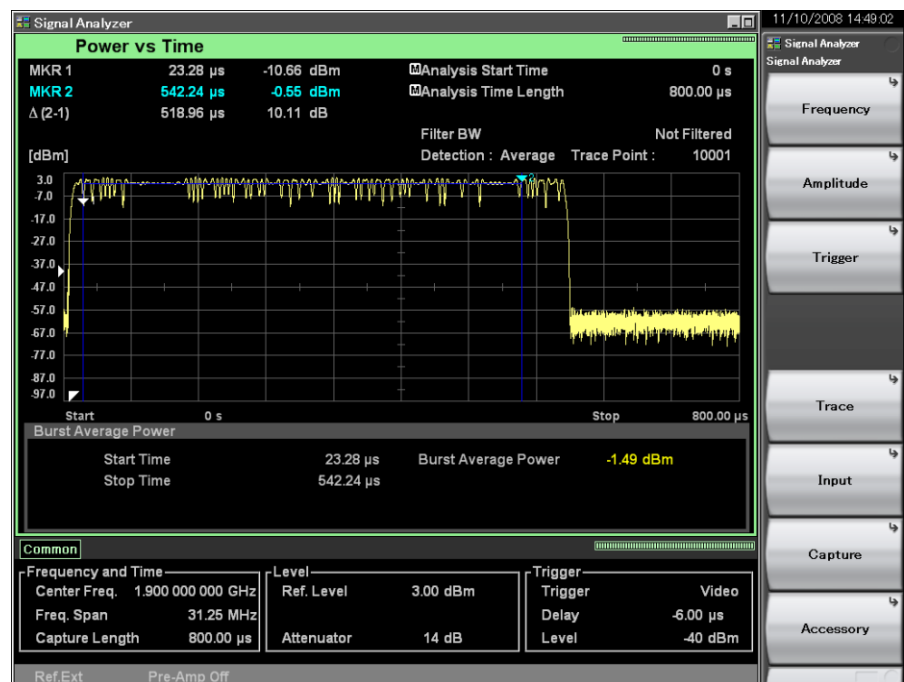 Signal Analyzer
11/10/2008 14:49:02
Power vs Time
MKR 1 23.28 µs -10.66 dBm
MKR 2 542.24 µs -0.55 dBm
Δ (2-1) 518.96 µs 10.11 dB
M Analysis Start Time 0 s
M Analysis Time Length 800.00 µs
Filter BW Not Filtered
[dBm] Detection : Average Trace Point : 10001
3.0
-7.0
-17.0
-27.0
-37.0
-47.0
-57.0
-67.0
-77.0
-87.0
-97.0
2
Start 0 s Stop 800.00 µs
Burst Average Power
Start Time 23.28 µs Burst Average Power -1.49 dBm
Stop Time 542.24 µs
Common
Frequency and Time
Center Freq. 1.900 000 000 GHz
Freq. Span 31.25 MHz
Capture Length 800.00 µs
Level
Ref. Level 3.00 dBm
Attenuator 14 dB
Trigger
Trigger Video
Delay -6.00 µs
Level -40 dBm
Ref.Ext Pre-Amp Off
Signal Analyzer
Signal Analyzer
Frequency
Amplitude
Trigger
Trace
Input
Capture
Accessory